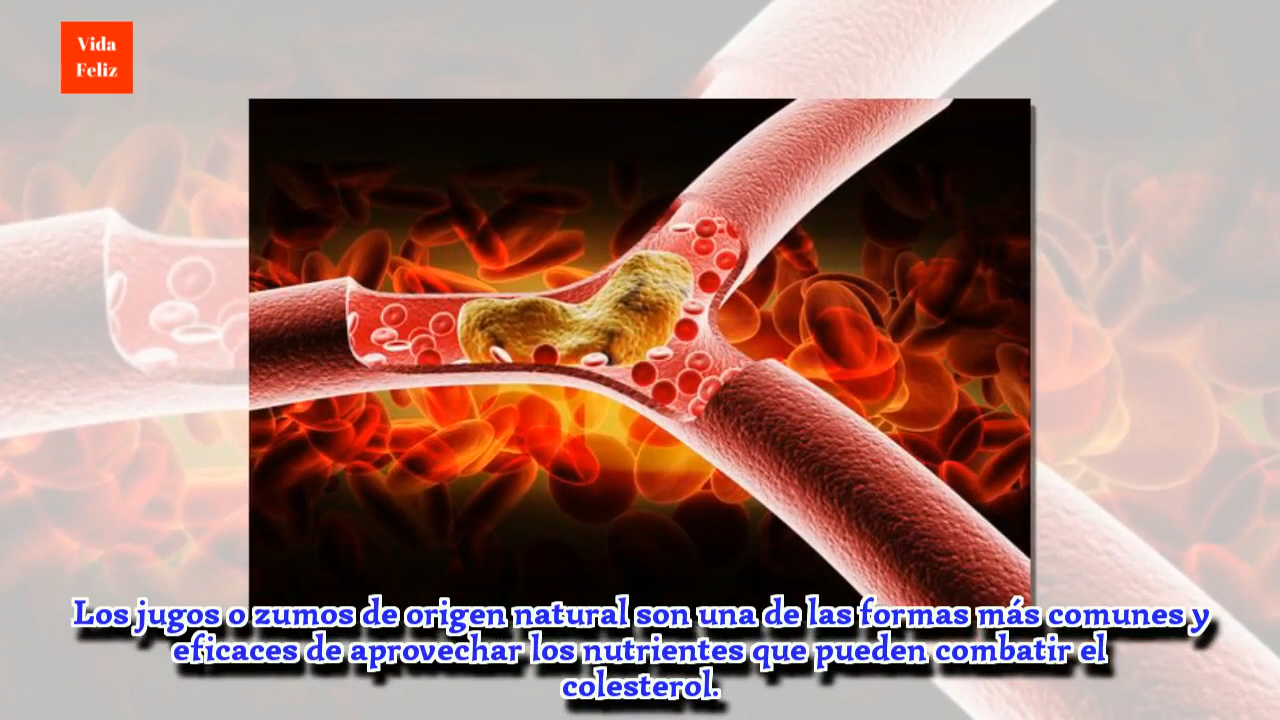 Vida
Feliz
Los jugos o zumos de origen natural son una de las formas más comunes y
eficaces de aprovechar los nutrientes que pueden combatir el
colesterol.